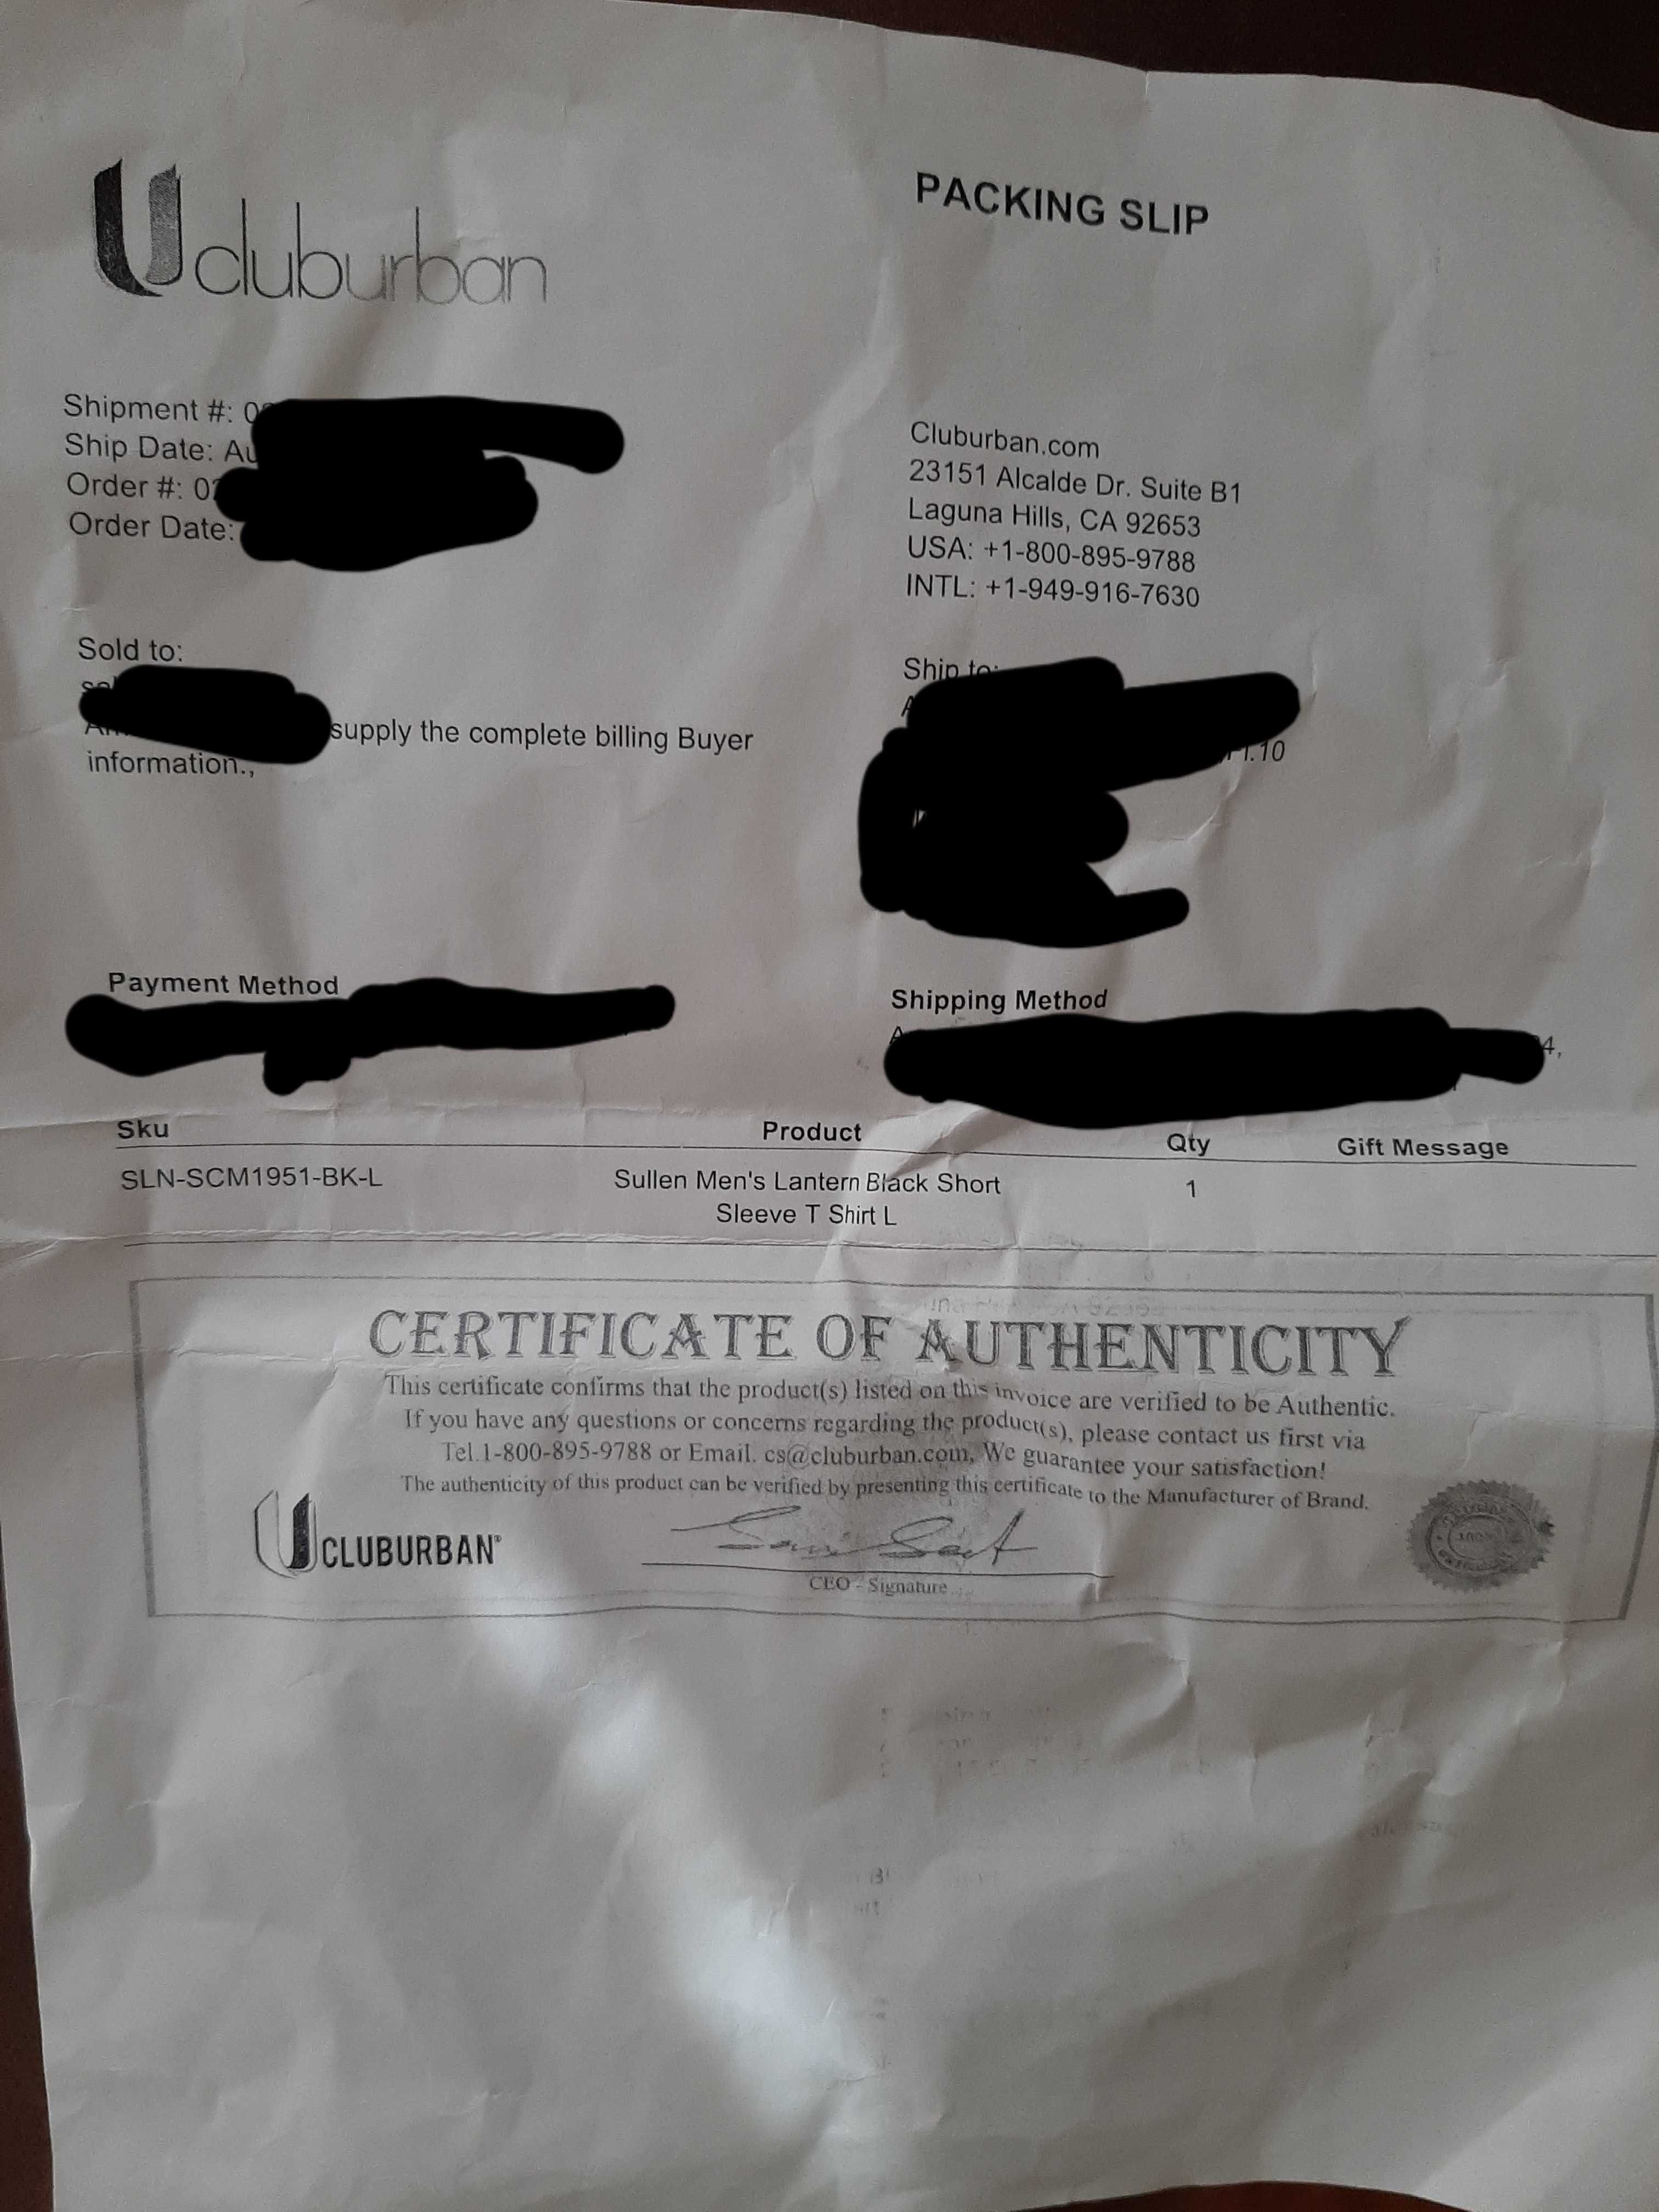 cluburban
PACKING SLIP
Shipment #: 0
Ship Date: Au
Order #: 02
Order Date:
Cluburban.com
23151 Alcalde Dr. Suite B1
Laguna Hills, CA 92653
USA: +1-800-895-9788
INTL: +1-949-916-7630
Sold to:
supply the complete billing Buyer
information.,
Ship to:
.10
Payment Method
Shipping Method
4,
Sku Product Qty Gift Message
SLN-SCM1951-BK-L Sullen Men's Lantern Black Short 1
Sleeve T Shirt L
CERTIFICATE OF AUTHENTICITY
This certificate confirms that the product(s) listed on this invoice are verified to be Authentic.
If you have any questions or concerns regarding the product(s), please contact us first via
Tel.1-800-895-9788 or Email. cs@cluburban.com, We guarantee your satisfaction!
The authenticity of this product can be verified by presenting this certificate to the Manufacturer of Brand.
CLUBURBAN®
CEO - Signature